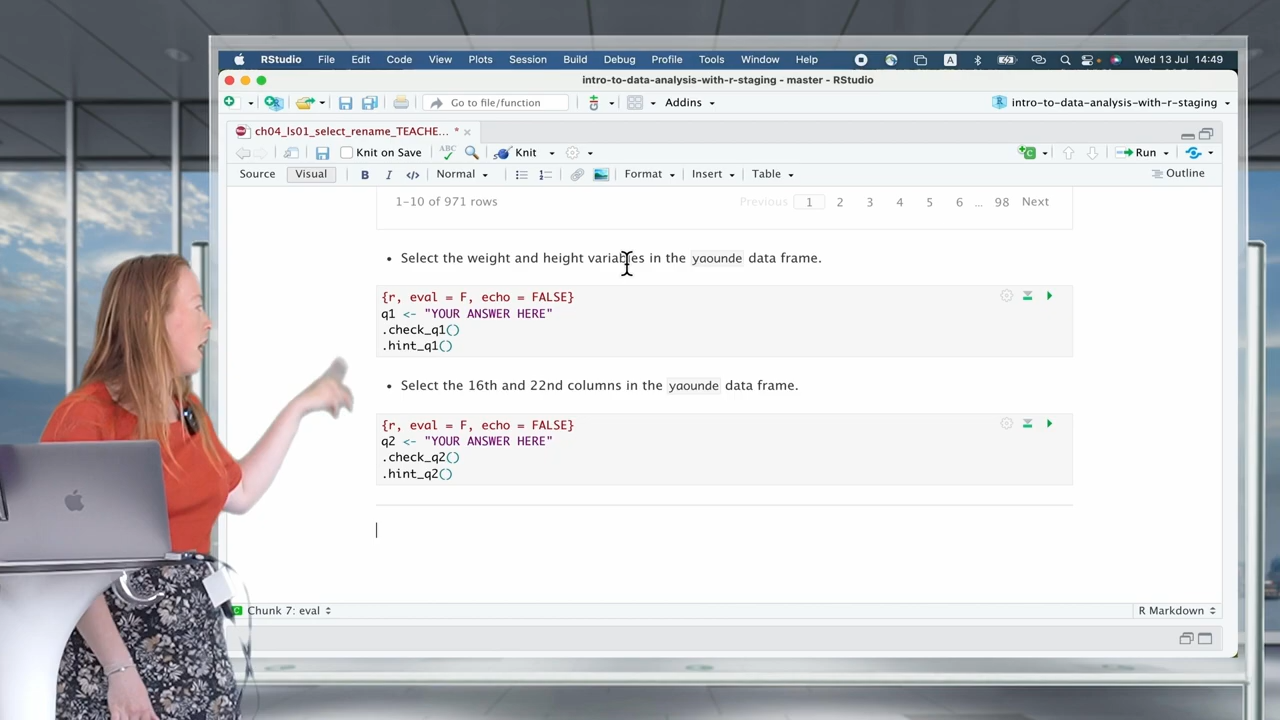 RStudio File Edit Code View Plots Session Build Debug Profile Tools Window Help A Wed 13 Jul 14:49
intro-to-data-analysis-with-r-staging - master - RStudio
Go to file/function Addins intro-to-data-analysis-with-r-staging
ch04_ls01_select_rename_TEACHE... *
Knit on Save ABC Knit Run
Source Visual B I </> Normal Format Insert Table Outline
1-10 of 971 rows Previous 1 2 3 4 5 6 ... 98 Next
• Select the weight and height variables in the yaounde data frame.
{r, eval = F, echo = FALSE}
q1 <- "YOUR ANSWER HERE"
.check_q1()
.hint_q1()
• Select the 16th and 22nd columns in the yaounde data frame.
{r, eval = F, echo = FALSE}
q2 <- "YOUR ANSWER HERE"
.check_q2()
.hint_q2()
Chunk 7: eval R Markdown